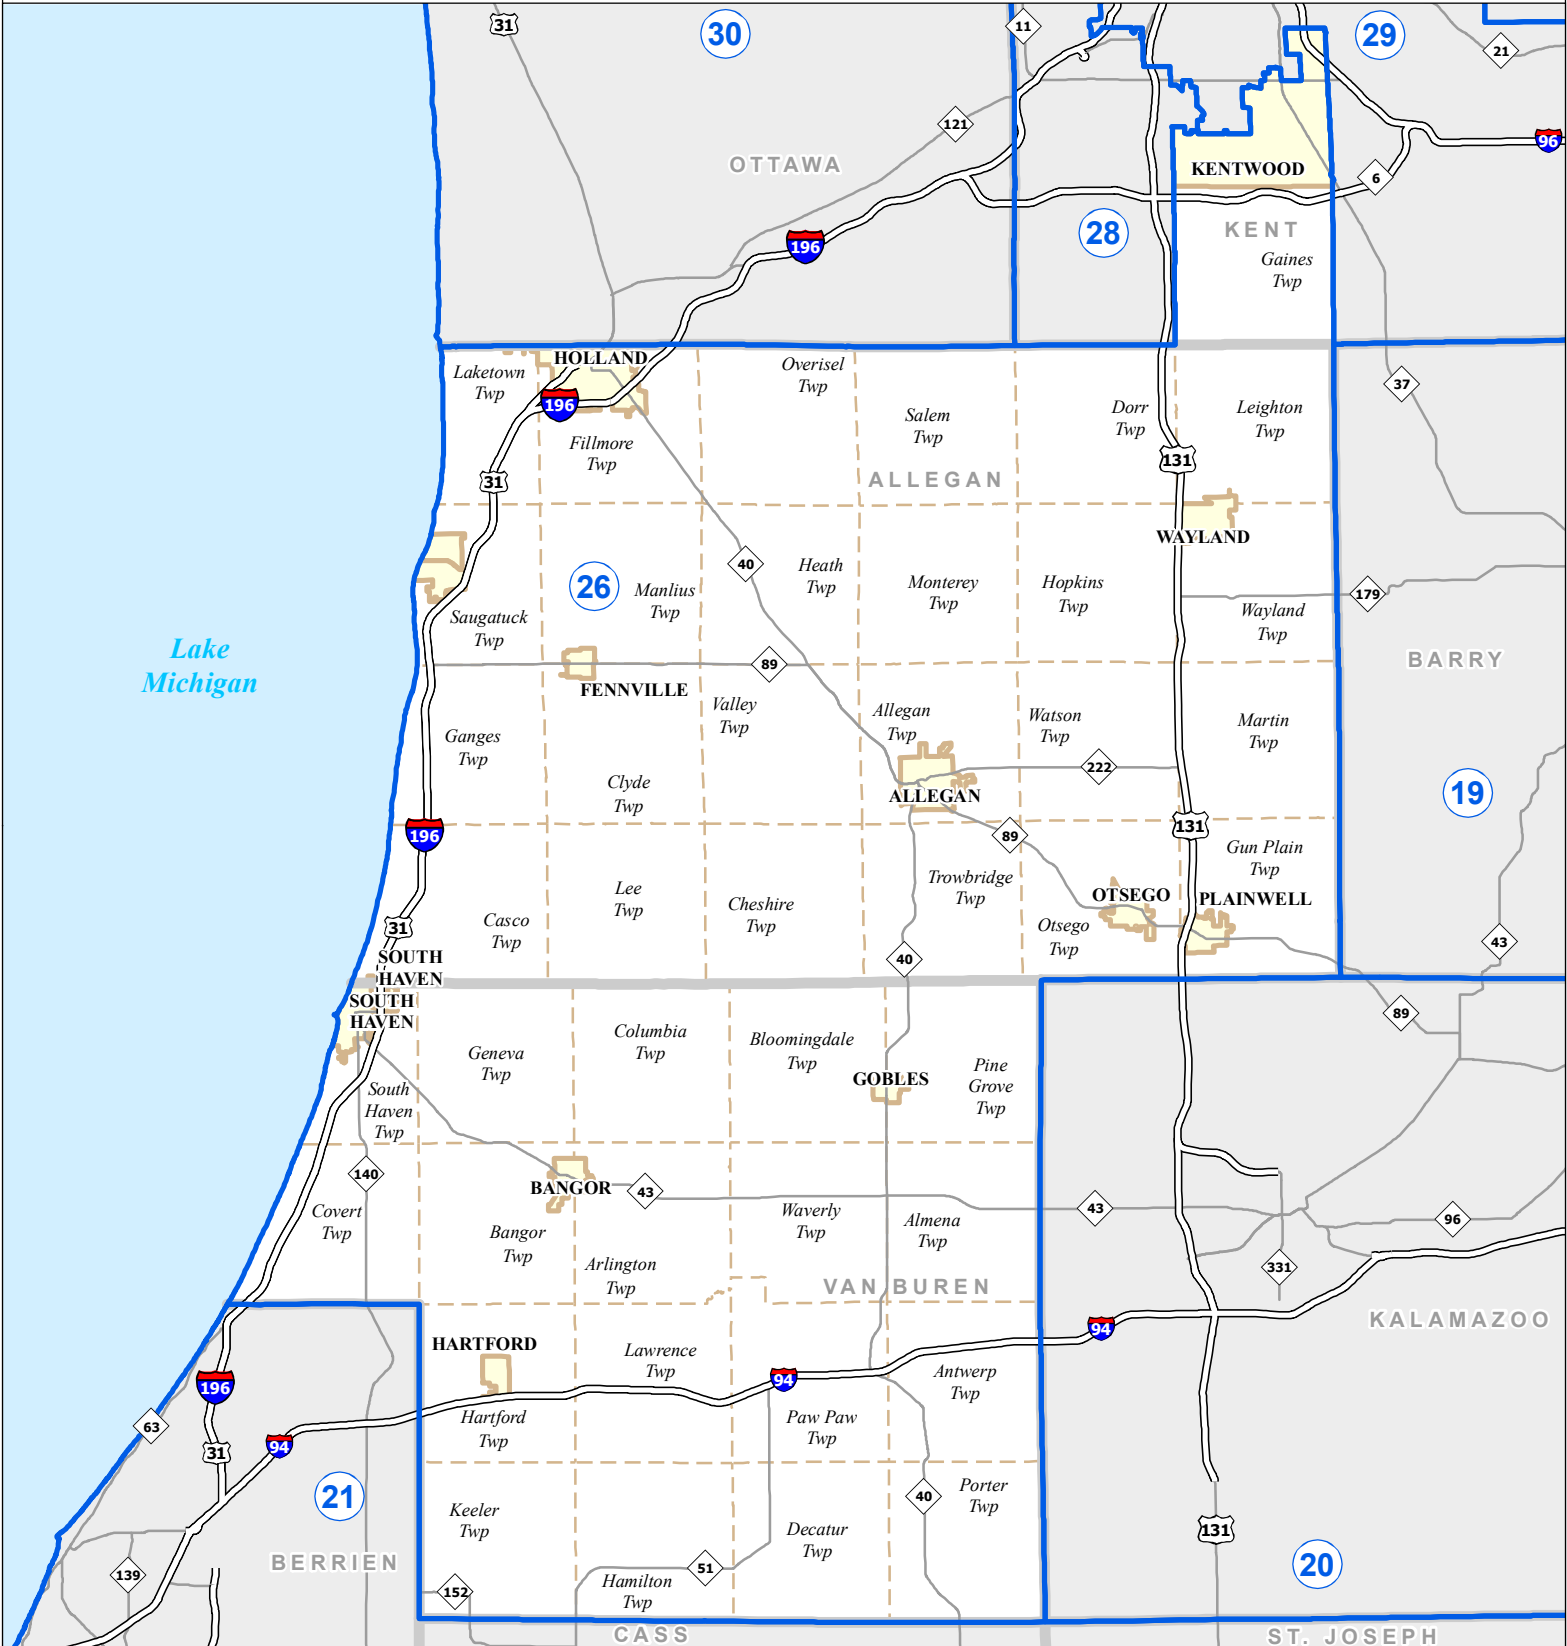 31
30
11
29
21
121
96
OTTAWA
KENTWOOD
6
28
KENT
196
Gaines
Twp
HOLLAND
Laketown
Twp
Overisel
Twp
37
196
Salem
Twp
Dorr
Twp
Leighton
Twp
Fillmore
Twp
131
31
ALLEGAN
WAYLAND
40
Heath
Twp
26
Manlius
Twp
Monterey
Twp
Hopkins
Twp
179
Saugatuck
Twp
Wayland
Twp
Lake
Michigan
89
BARRY
FENNVILLE
Valley
Twp
Allegan
Twp
Watson
Twp
Martin
Twp
Ganges
Twp
222
Clyde
Twp
ALLEGAN
19
196
89
131
Gun Plain
Twp
Lee
Twp
Trowbridge
Twp
OTSEGO
PLAINWELL
Cheshire
Twp
Casco
Twp
31
Otsego
Twp
43
SOUTH
HAVEN
40
SOUTH
HAVEN
89
Columbia
Twp
Bloomingdale
Twp
Geneva
Twp
GOBLES
Pine
Grove
Twp
South
Haven
Twp
140
BANGOR
43
43
96
Covert
Twp
Waverly
Twp
Almena
Twp
Bangor
Twp
Arlington
Twp
331
VAN BUREN
KALAMAZOO
94
HARTFORD
Lawrence
Twp
94
Antwerp
Twp
196
63
Hartford
Twp
Paw Paw
Twp
31
94
21
40
Porter
Twp
Keeler
Twp
131
Decatur
Twp
BERRIEN
139
51
20
152
Hamilton
Twp
CASS
ST. JOSEPH